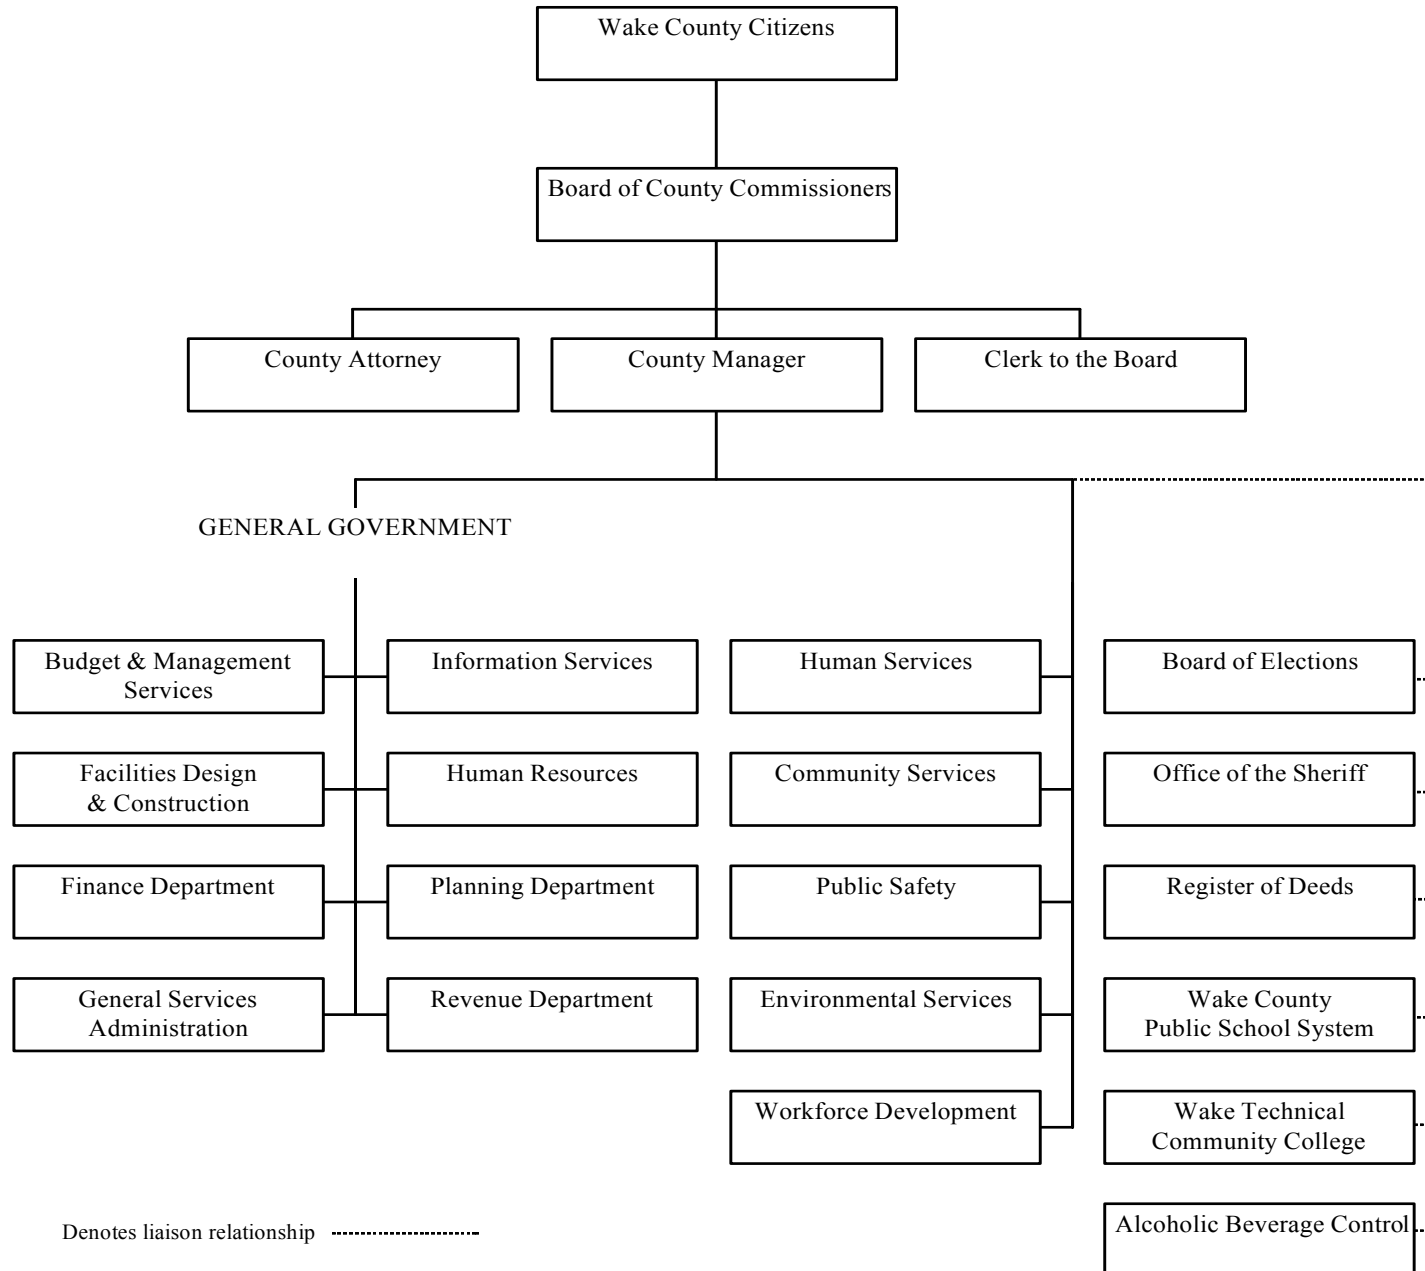 Wake County Citizens
Board of County Commissioners
County Attorney
County Manager
Clerk to the Board
GENERAL GOVERNMENT
Budget & Management
Services
Information Services
Human Services
Board of Elections
Facilities Design
& Construction
Human Resources
Community Services
Office of the Sheriff
Finance Department
Planning Department
Public Safety
Register of Deeds
General Services
Administration
Revenue Department
Environmental Services
Wake County
Public School System
Workforce Development
Wake Technical
Community College
Alcoholic Beverage Control
Denotes liaison relationship